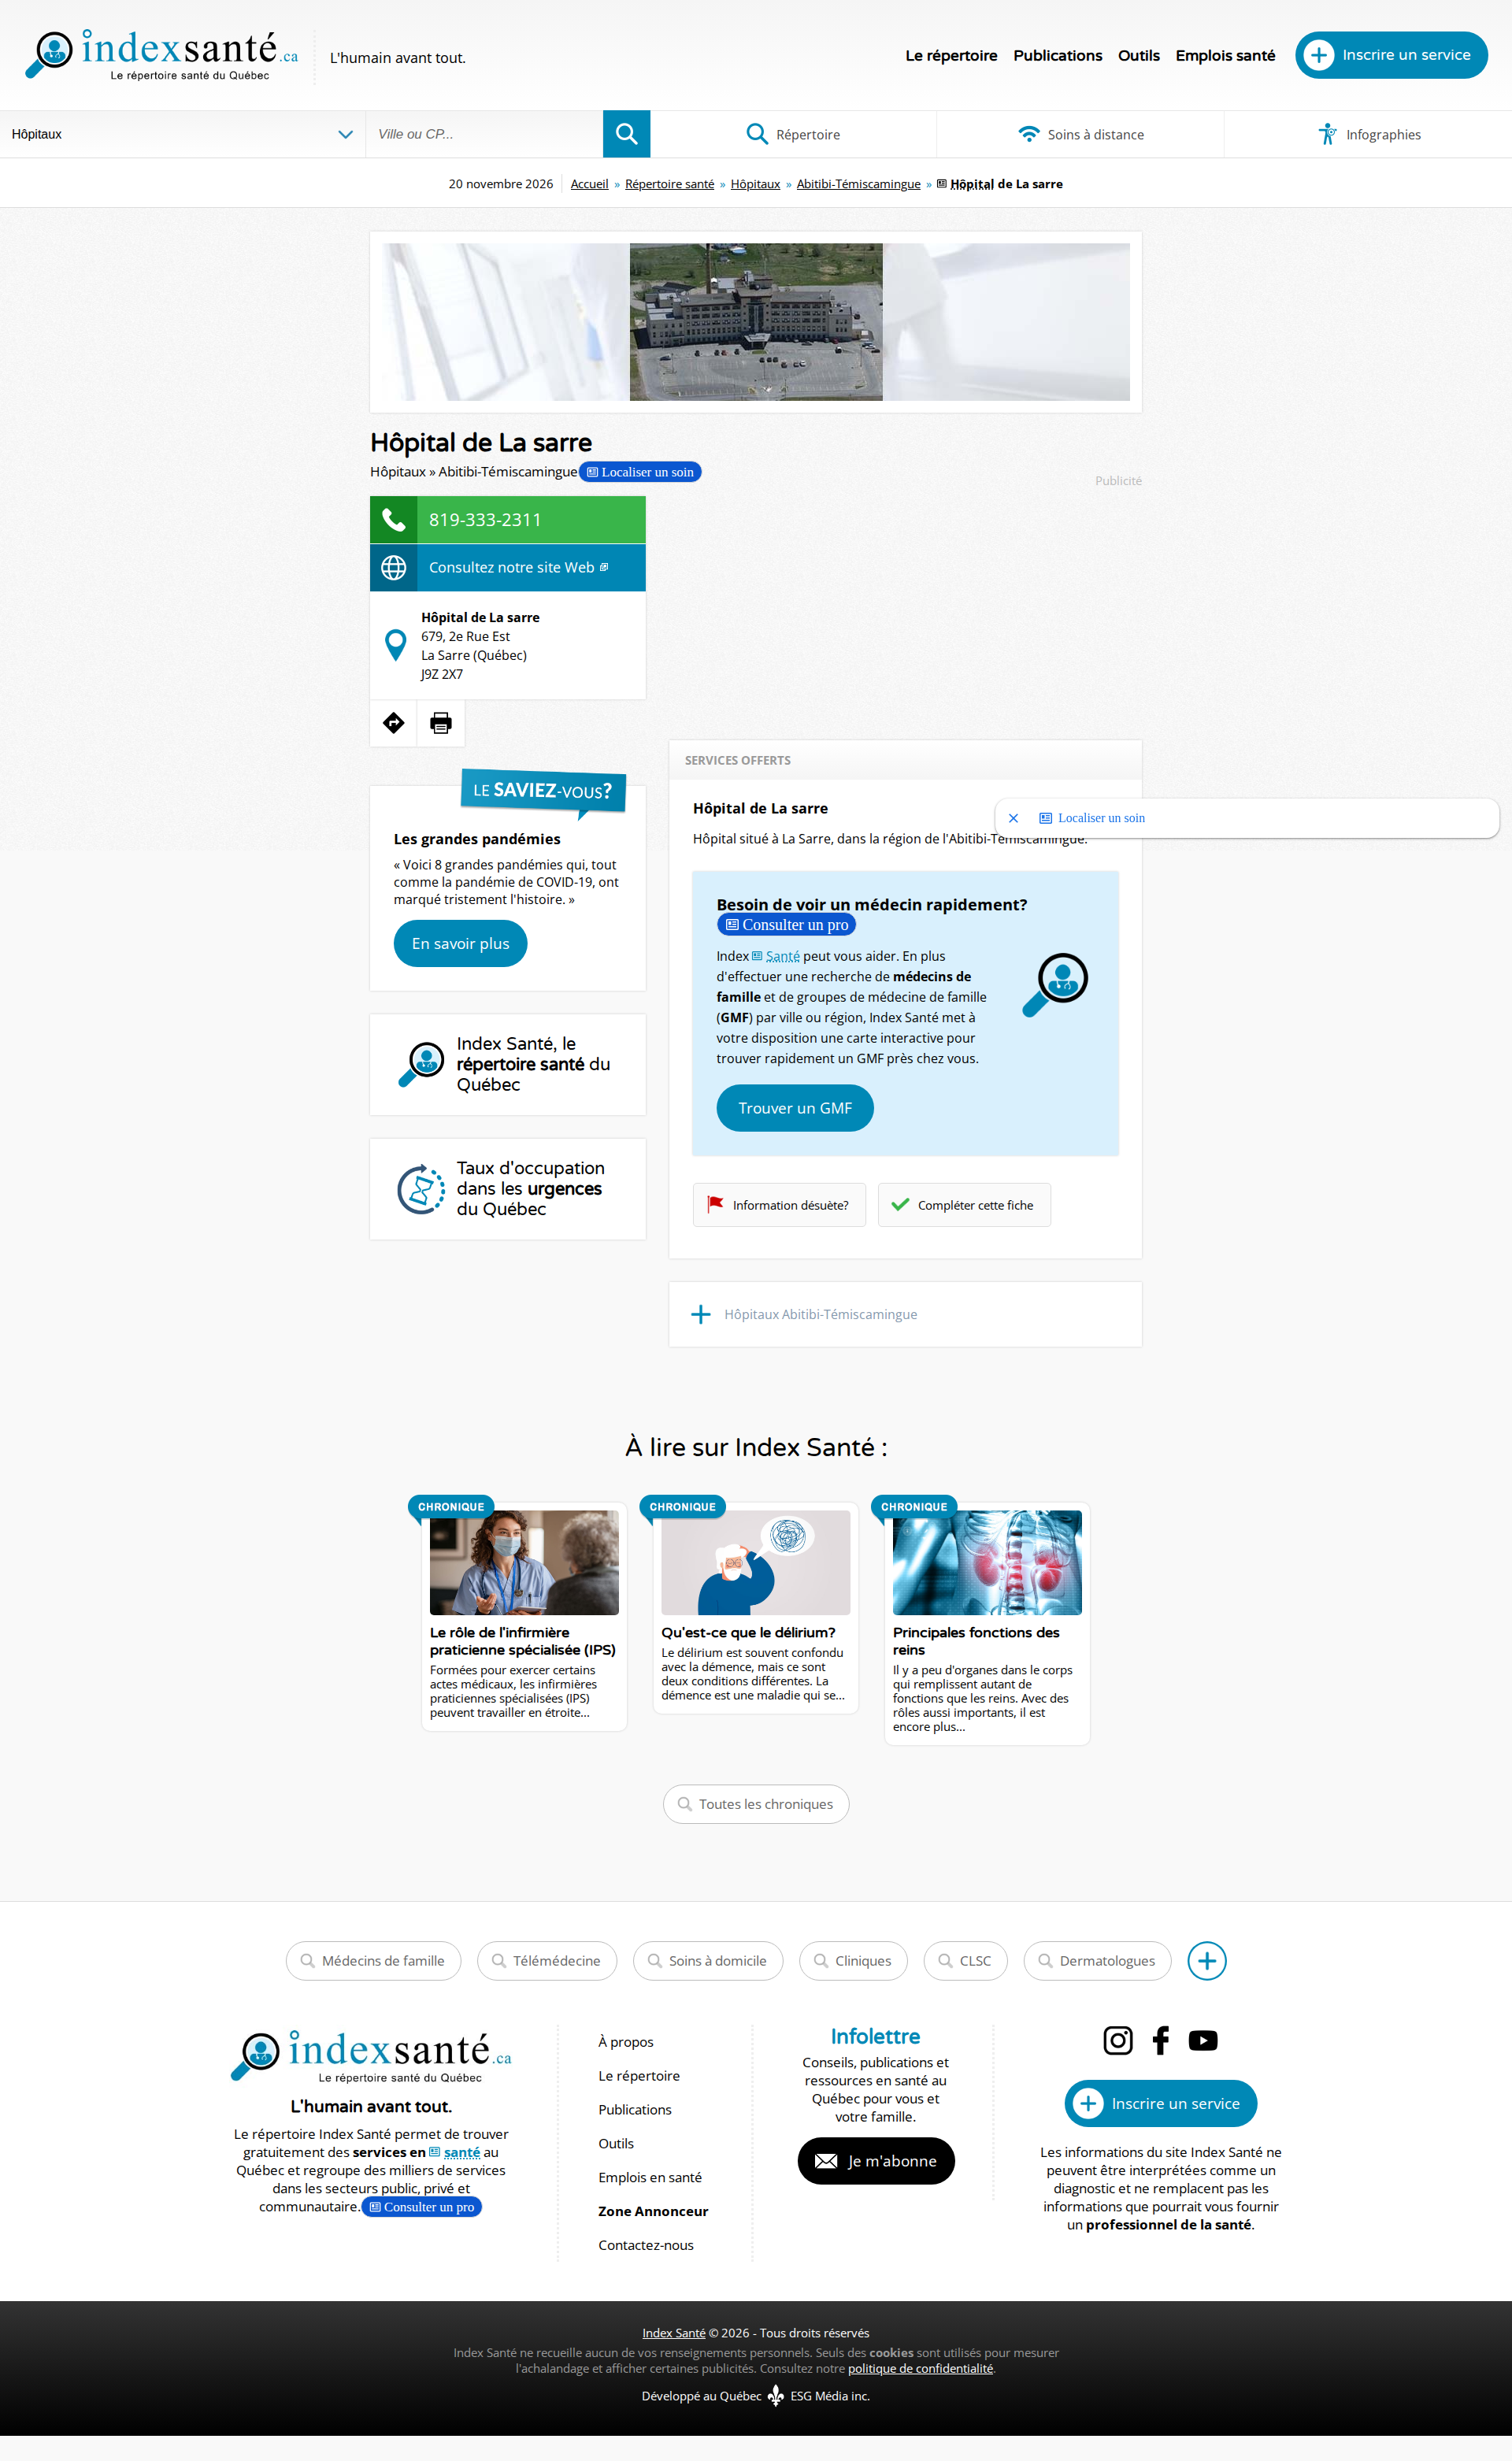 indexsanté.ca
Le répertoire santé du Québec
L'humain avant tout.
Le répertoire
Publications
Outils
Emplois santé
Inscrire un service
Hôpitaux
Ville ou CP...
Répertoire
Soins à distance
Infographies
20 novembre 2026
Accueil » Répertoire santé » Hôpitaux » Abitibi-Témiscamingue » Hôpital de La sarre
Hôpital de La sarre
Hôpitaux » Abitibi-Témiscamingue Localiser un soin
Publicité
819-333-2311
Consultez notre site Web
Hôpital de La sarre
679, 2e Rue Est
La Sarre (Québec)
J9Z 2X7
LE SAVIEZ-VOUS?
Les grandes pandémies
« Voici 8 grandes pandémies qui, tout
comme la pandémie de COVID-19, ont
marqué tristement l'histoire. »
En savoir plus
Index Santé, le
répertoire santé du
Québec
Taux d'occupation
dans les urgences
du Québec
SERVICES OFFERTS
Hôpital de La sarre
Hôpital situé à La Sarre, dans la région de l'Abitibi-Témiscamingue.
Localiser un soin
Besoin de voir un médecin rapidement?
Consulter un pro
Index Santé peut vous aider. En plus
d'effectuer une recherche de médecins de
famille et de groupes de médecine de famille
(GMF) par ville ou région, Index Santé met à
votre disposition une carte interactive pour
trouver rapidement un GMF près chez vous.
Trouver un GMF
Information désuète?
Compléter cette fiche
Hôpitaux Abitibi-Témiscamingue
À lire sur Index Santé :
CHRONIQUE
Le rôle de l'infirmière
praticienne spécialisée (IPS)
Formées pour exercer certains
actes médicaux, les infirmières
praticiennes spécialisées (IPS)
peuvent travailler en étroite...
CHRONIQUE
Qu'est-ce que le délirium?
Le délirium est souvent confondu
avec la démence, mais ce sont
deux conditions différentes. La
démence est une maladie qui se...
CHRONIQUE
Principales fonctions des
reins
Il y a peu d'organes dans le corps
qui remplissent autant de
fonctions que les reins. Avec des
rôles aussi importants, il est
encore plus...
Toutes les chroniques
Médecins de famille
Télémédecine
Soins à domicile
Cliniques
CLSC
Dermatologues
indexsanté.ca
Le répertoire santé du Québec
L'humain avant tout.
Le répertoire Index Santé permet de trouver
gratuitement des services en santé au
Québec et regroupe des milliers de services
dans les secteurs public, privé et
communautaire. Consulter un pro
À propos
Le répertoire
Publications
Outils
Emplois en santé
Zone Annonceur
Contactez-nous
Infolettre
Conseils, publications et
ressources en santé au
Québec pour vous et
votre famille.
Je m'abonne
Inscrire un service
Les informations du site Index Santé ne
peuvent être interprétées comme un
diagnostic et ne remplacent pas les
informations que pourrait vous fournir
un professionnel de la santé.
Index Santé © 2026 - Tous droits réservés
Index Santé ne recueille aucun de vos renseignements personnels. Seuls des cookies sont utilisés pour mesurer
l'achalandage et afficher certaines publicités. Consultez notre politique de confidentialité.
Développé au Québec ESG Média inc.